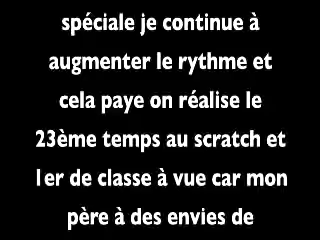 spéciale je continue à
augmenter le rythme et
cela paye on réalise le
23ème temps au scratch et
1er de classe à vue car mon
père à des envies de